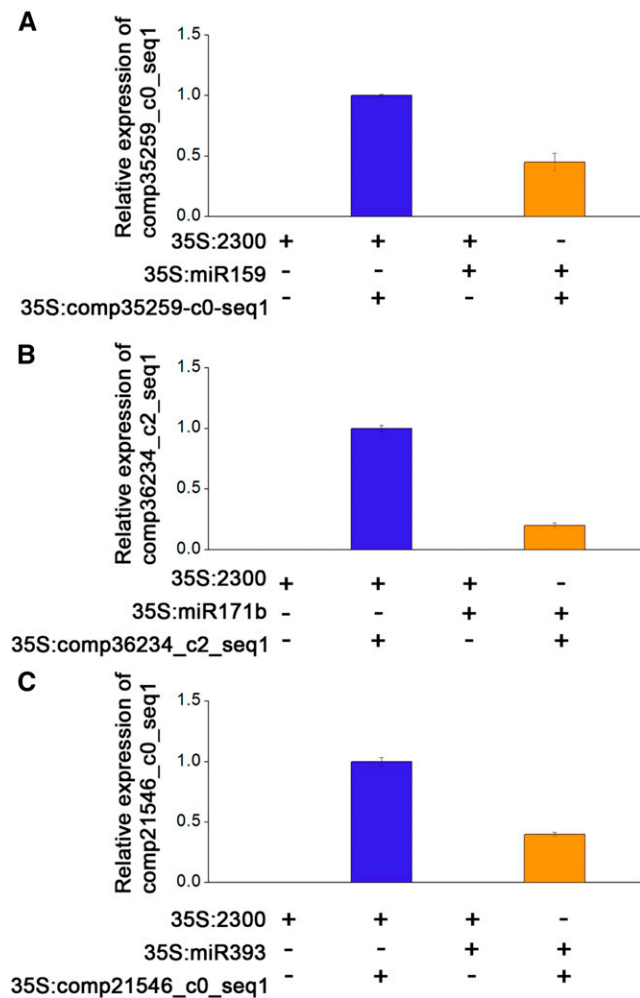 A
Relative expression of
comp35259_c0_seq1
1.5
1.0
0.5
0.0
35S:2300 + + + -
35S:miR159 - - + +
35S:comp35259-c0-seq1 - + - +
B
Relative expression of
comp36234_c2_seq1
1.5
1.0
0.5
0.0
35S:2300 + + + -
35S:miR171b - - + +
35S:comp36234_c2_seq1 - + - +
C
Relative expression of
comp21546_c0_seq1
1.5
1.0
0.5
0.0
35S:2300 + + + -
35S:miR393 - - + +
35S:comp21546_c0_seq1 - + - +